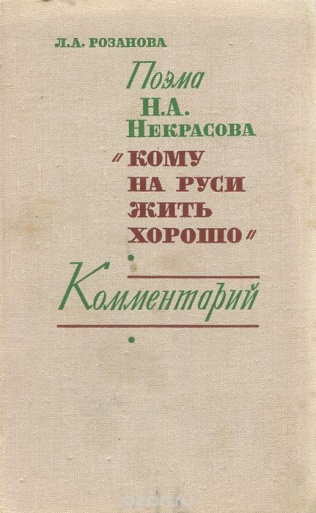 Л.А. РОЗАНОВА
Поэма
Н.А.
НЕКРАСОВА
"КОМУ
НА РУСИ
ЖИТЬ
ХОРОШО"
Комментарий